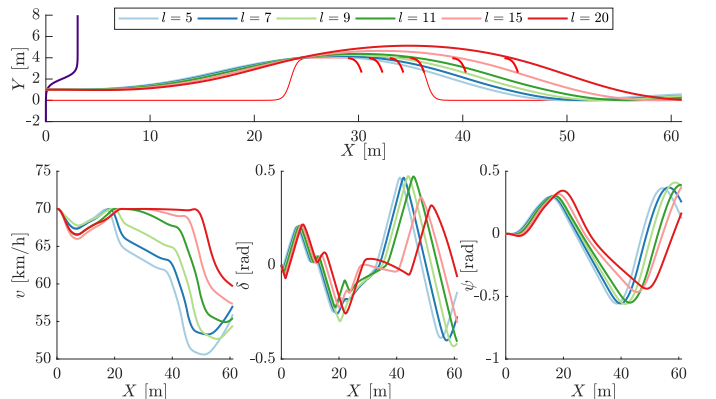 l = 5 l = 7 l = 9 l = 11 l = 15 l = 20
8
6
4
2
0
-2
Y [m]
0 10 20 30 40 50 60
X [m]
75
70
65
60
55
50
v [km/h]
0 20 40 60
X [m]
0.5
0
-0.5
δ [rad]
0 20 40 60
X [m]
0.5
0
-0.5
-1
ψ [rad]
0 20 40 60
X [m]